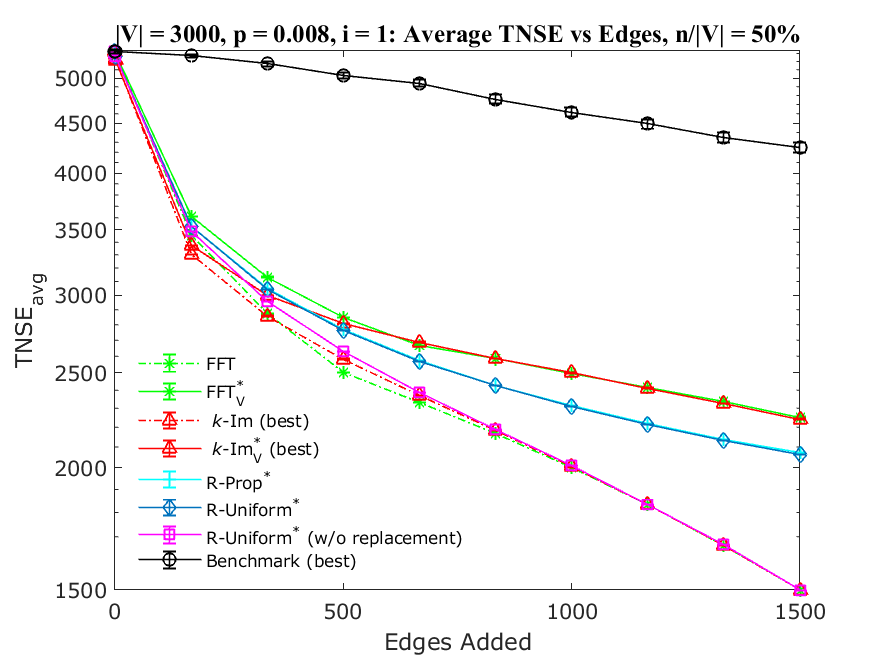 |V| = 3000, p = 0.008, i = 1: Average TNSE vs Edges, n/|V| = 50%
5000
4500
4000
3500
3000
2500
2000
1500
TNSE_avg
FFT
FFT*_V
k-Im (best)
k-Im*_V (best)
R-Prop*
R-Uniform*
R-Uniform* (w/o replacement)
Benchmark (best)
0 500 1000 1500
Edges Added